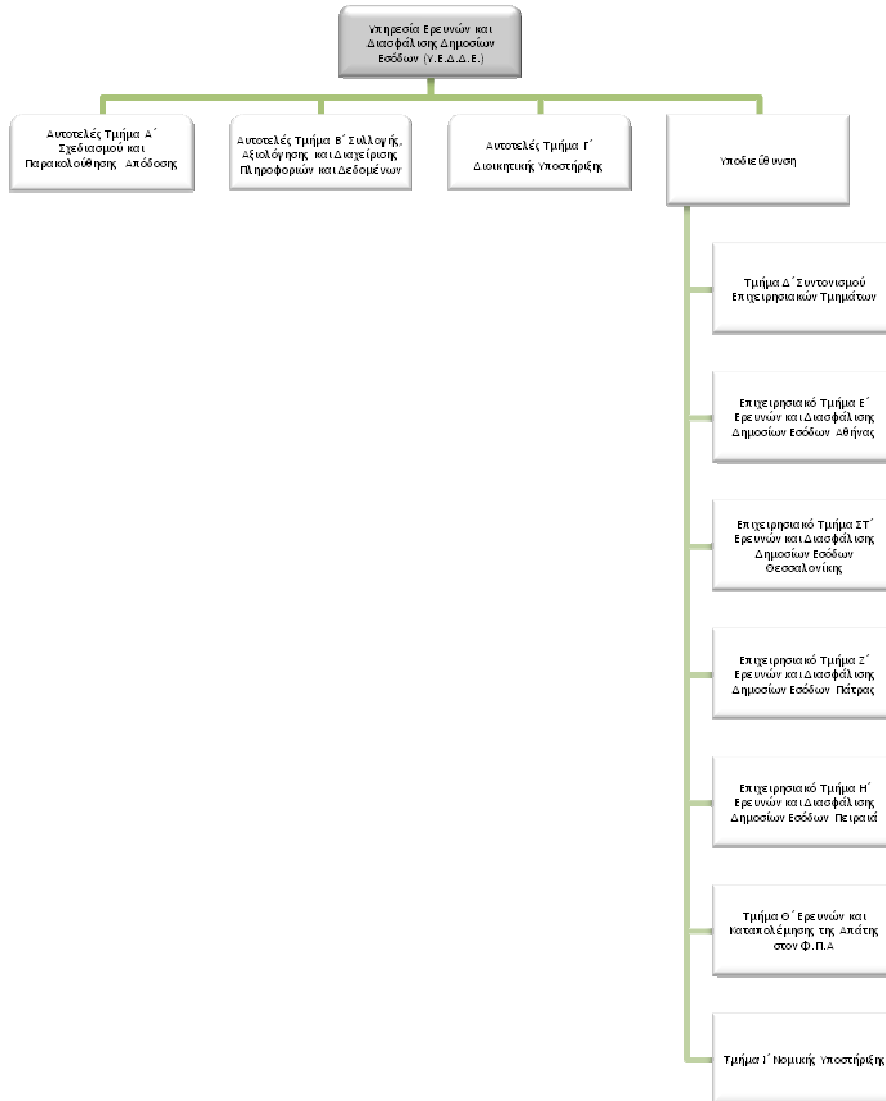 Υπηρεσία Ερευνών και
Διασφάλισης Δημοσίων
Εσόδων (Υ.Ε.Δ.Δ.Ε.)
Αυτοτελές Τμήμα Α΄
Σχεδιασμού και
Παρακολούθησης Απόδοσης
Αυτοτελές Τμήμα Β΄ Συλλογής,
Αξιολόγησης και Διαχείρισης
Πληροφοριών και Δεδομένων
Αυτοτελές Τμήμα Γ΄
Διοικητικής Υποστήριξης
Υποδιεύθυνση
Τμήμα Δ΄ Συντονισμού
Επιχειρησιακών Τμημάτων
Επιχειρησιακό Τμήμα Ε΄
Ερευνών και Διασφάλισης
Δημοσίων Εσόδων Αθήνας
Επιχειρησιακό Τμήμα ΣΤ΄
Ερευνών και Διασφάλισης
Δημοσίων Εσόδων
Θεσσαλονίκης
Επιχειρησιακό Τμήμα Ζ΄
Ερευνών και Διασφάλισης
Δημοσίων Εσόδων Πάτρας
Επιχειρησιακό Τμήμα Η΄
Ερευνών και Διασφάλισης
Δημοσίων Εσόδων Πειραιά
Τμήμα Θ΄ Ερευνών και
Καταπολέμησης της Απάτης
στον Φ.Π.Α
Τμήμα Ι΄ Νομικής Υποστήριξης